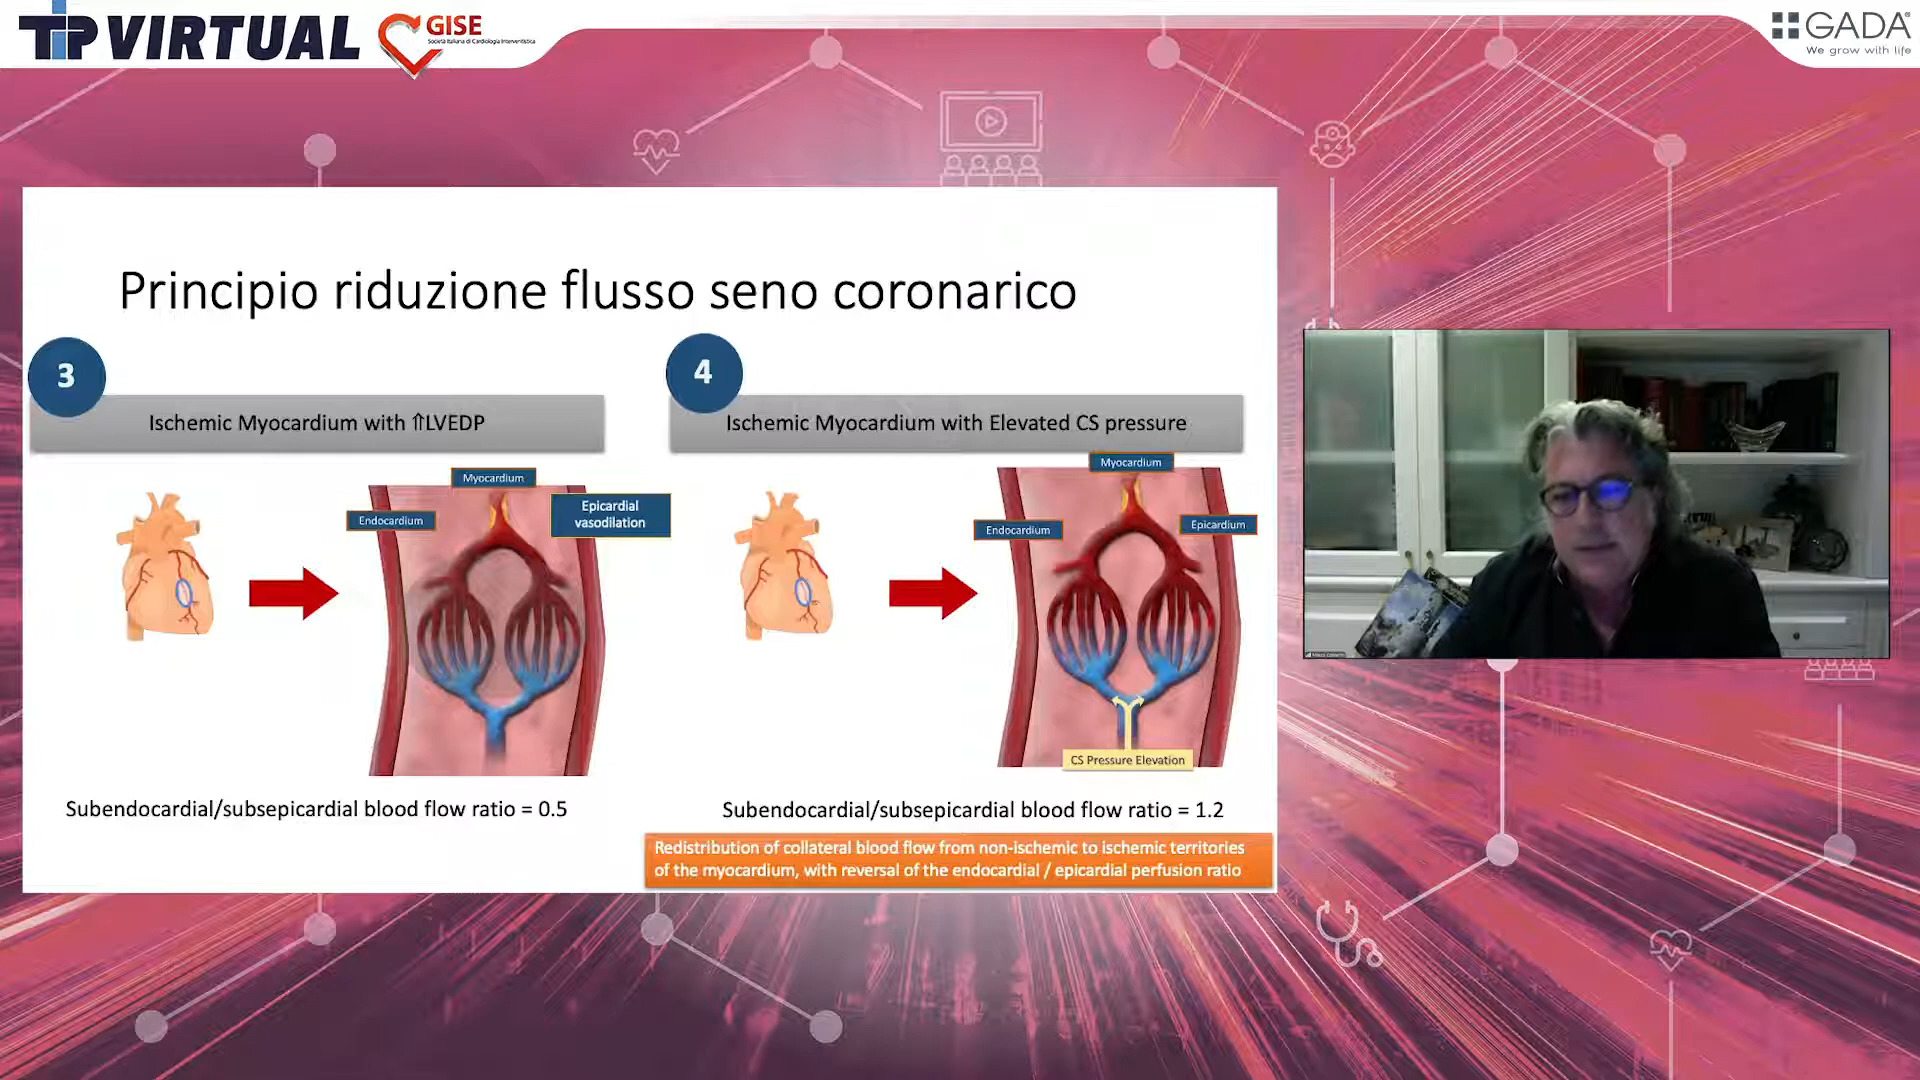 TIP VIRTUAL
GISE
Società Italiana di Cardiologia Interventistica
GADA
We grow with life
Principio riduzione flusso seno coronarico
3
Ischemic Myocardium with ⇑LVEDP
Myocardium
Endocardium
Epicardial
vasodilation
Subendocardial/subsepicardial blood flow ratio = 0.5
4
Ischemic Myocardium with Elevated CS pressure
Myocardium
Endocardium
Epicardium
CS Pressure Elevation
Subendocardial/subsepicardial blood flow ratio = 1.2
Redistribution of collateral blood flow from non-ischemic to ischemic territories
of the myocardium, with reversal of the endocardial / epicardial perfusion ratio